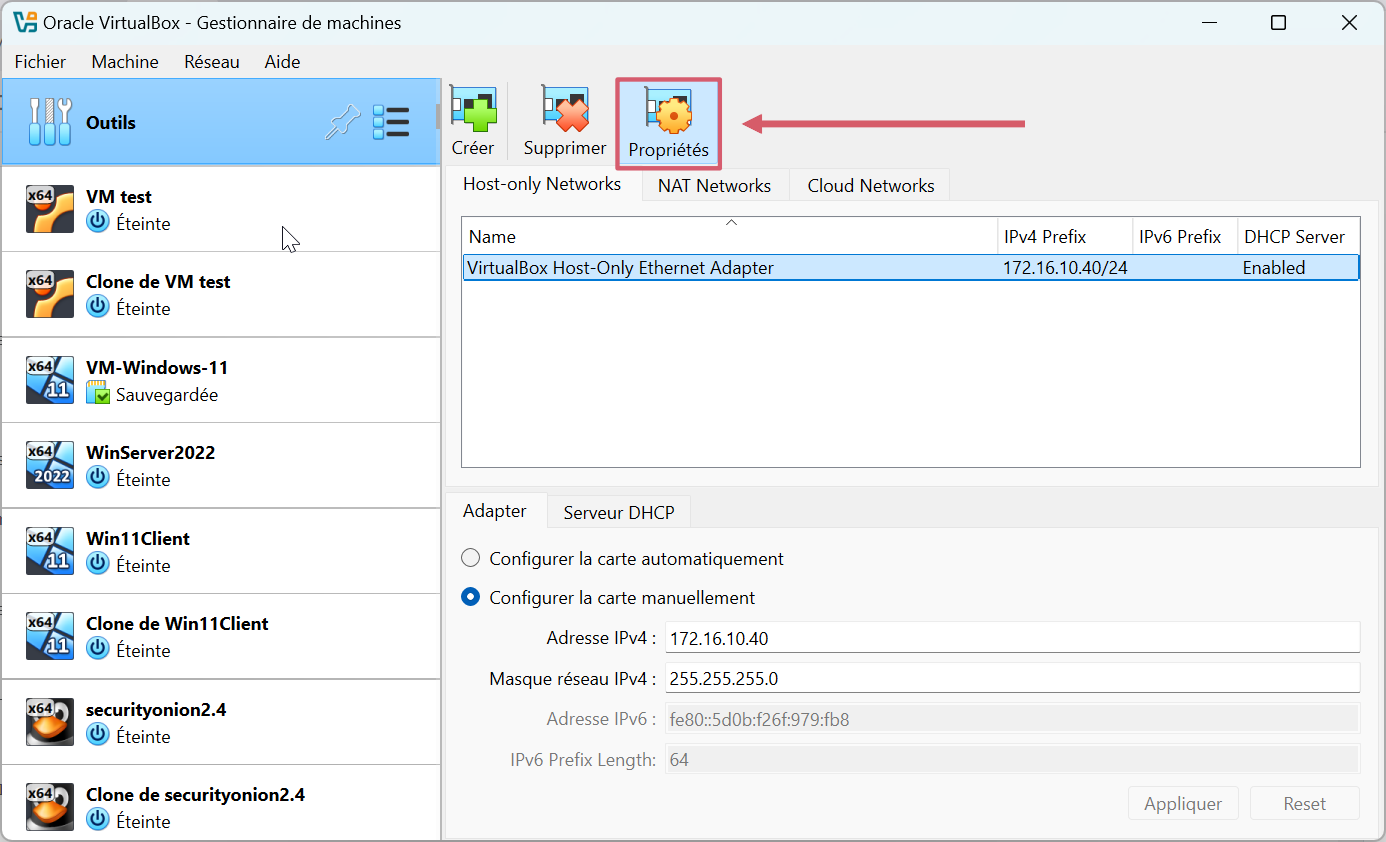 Oracle VirtualBox - Gestionnaire de machines
Fichier Machine Réseau Aide
Outils
Créer Supprimer Propriétés
Host-only Networks NAT Networks Cloud Networks
Name IPv4 Prefix IPv6 Prefix DHCP Server
VirtualBox Host-Only Ethernet Adapter 172.16.10.40/24 Enabled
x64 VM test
Éteinte
x64 Clone de VM test
Éteinte
x64 11 VM-Windows-11
Sauvegardée
x64 2022 WinServer2022
Éteinte
x64 11 Win11Client
Éteinte
x64 11 Clone de Win11Client
Éteinte
x64 securityonion2.4
Éteinte
x64 Clone de securityonion2.4
Éteinte
Adapter Serveur DHCP
Configurer la carte automatiquement
Configurer la carte manuellement
Adresse IPv4 : 172.16.10.40
Masque réseau IPv4 : 255.255.255.0
Adresse IPv6 : fe80::5d0b:f26f:979:fb8
IPv6 Prefix Length: 64
Appliquer Reset